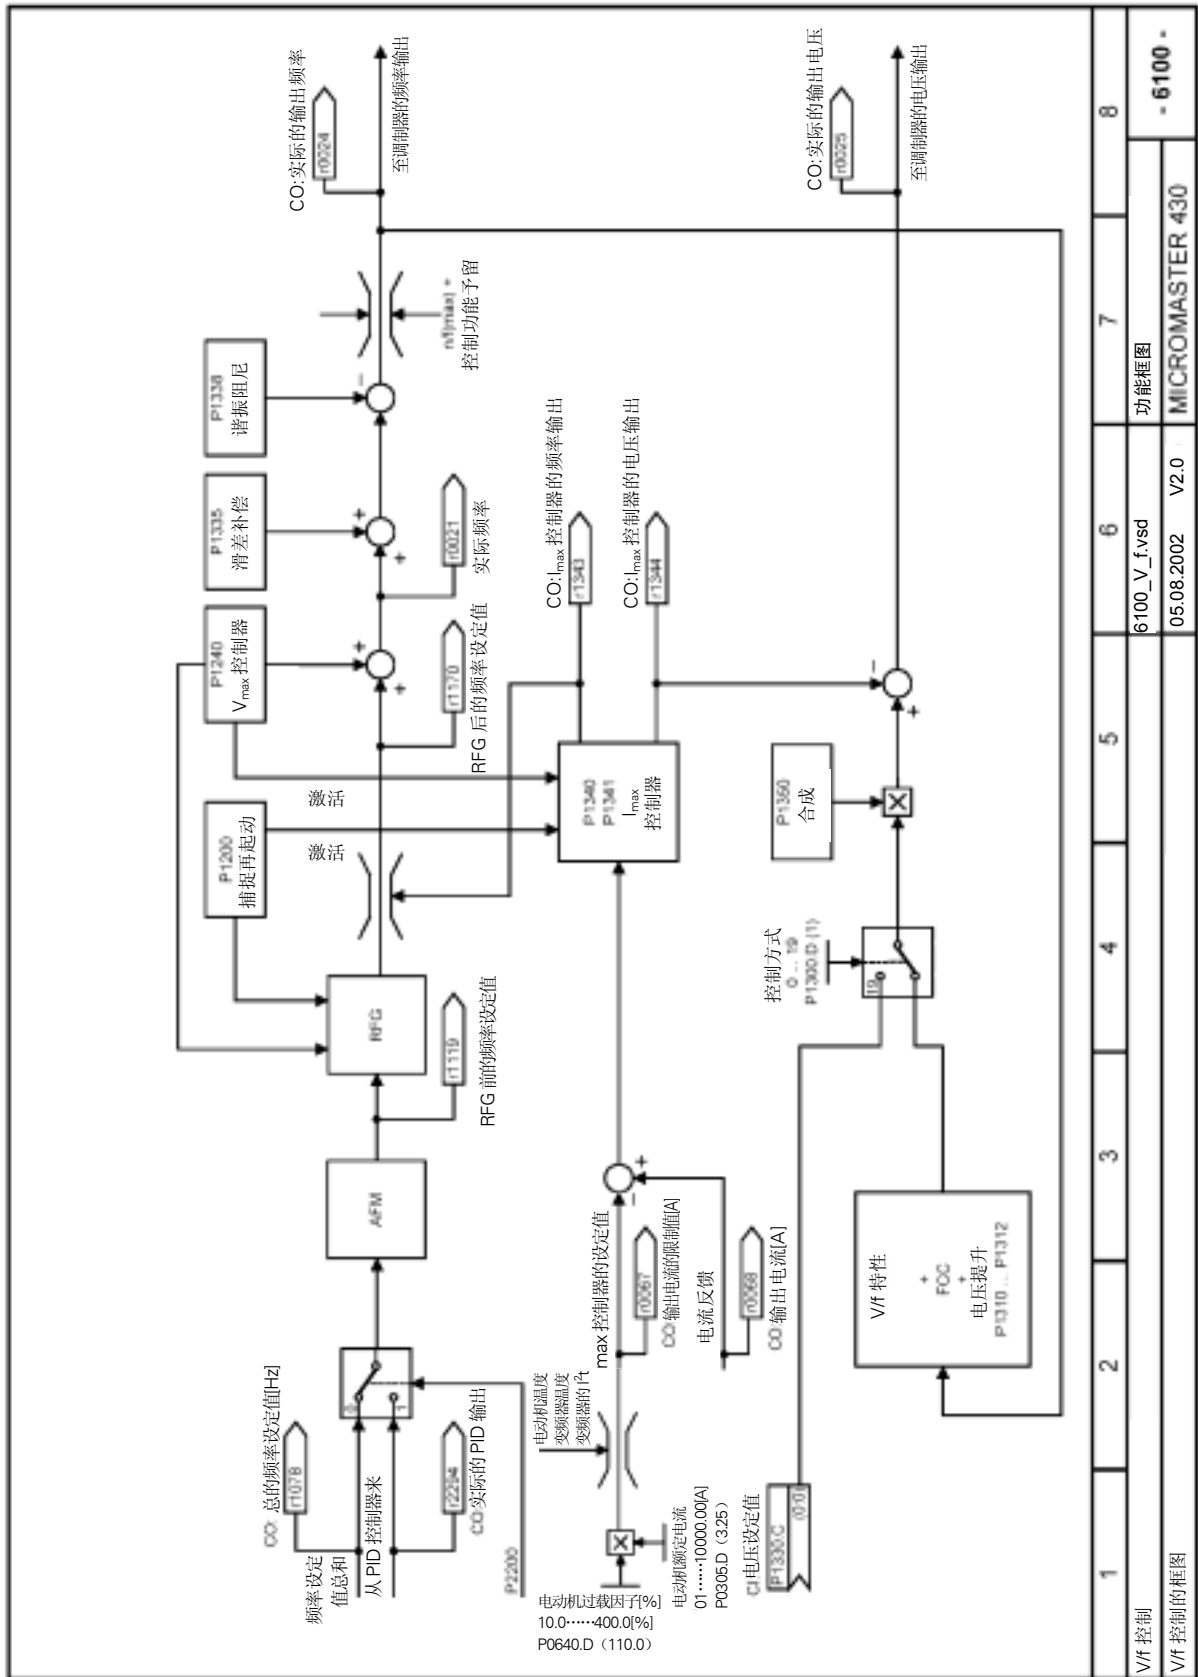 频率设定
值总和
CO: 总的频率设定值[Hz]
r1078
从 PID 控制器来
r2294
CO:实际的 PID 输出
P2200
0
1
AFM
r1119
RFG 前的频率设定值
RFG
P1200
捕捉再起动
激活
激活
P1240
Vmax 控制器
+
+
r1170
RFG 后的频率设定值
r0021
实际频率
P1335
滑差补偿
+
+
P1338
谐振阻尼
−
n/f(max) +
控制功能予留
CO:实际的输出频率
r0024
至调制器的频率输出
电动机过载因子[%]
10.0……400.0[%]
P0640.D（110.0）
电动机额定电流
01……10000.00[A]
P0305.D（3.25）
电动机温度
变频器温度
变频器的 I²t
max 控制器的设定值
r0067
CO:输出电流的限制值[A]
电流反馈
r0068
CO:输出电流[A]
−
+
P1340
P1341
Imax
控制器
CO:Imax 控制器的频率输出
r1343
CO:Imax 控制器的电压输出
r1344
CI:电压设定值
P1330.C
(0:0)
V/f 特性
+
FCC
+
电压提升
P1310 ... P1312
控制方式
0 ... 19
P1300.D (1)
19
P1350
合成
+
−
CO:实际的输出电压
r0025
至调制器的电压输出
1
2
3
4
5
6
7
8
V/f 控制
6100_V_f.vsd
功能框图
- 6100 -
V/f 控制的框图
05.08.2002
V2.0
MICROMASTER 430